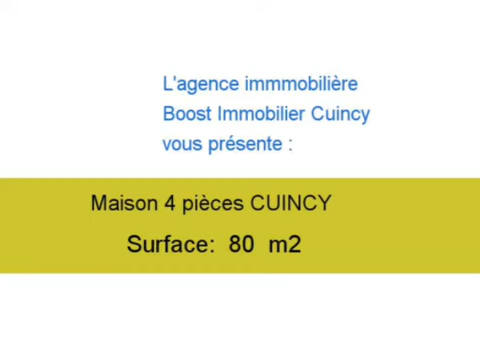 L'agence immmobilière
Boost Immobilier Cuincy
vous présente :
Maison 4 pièces CUINCY
Surface: 80 m2